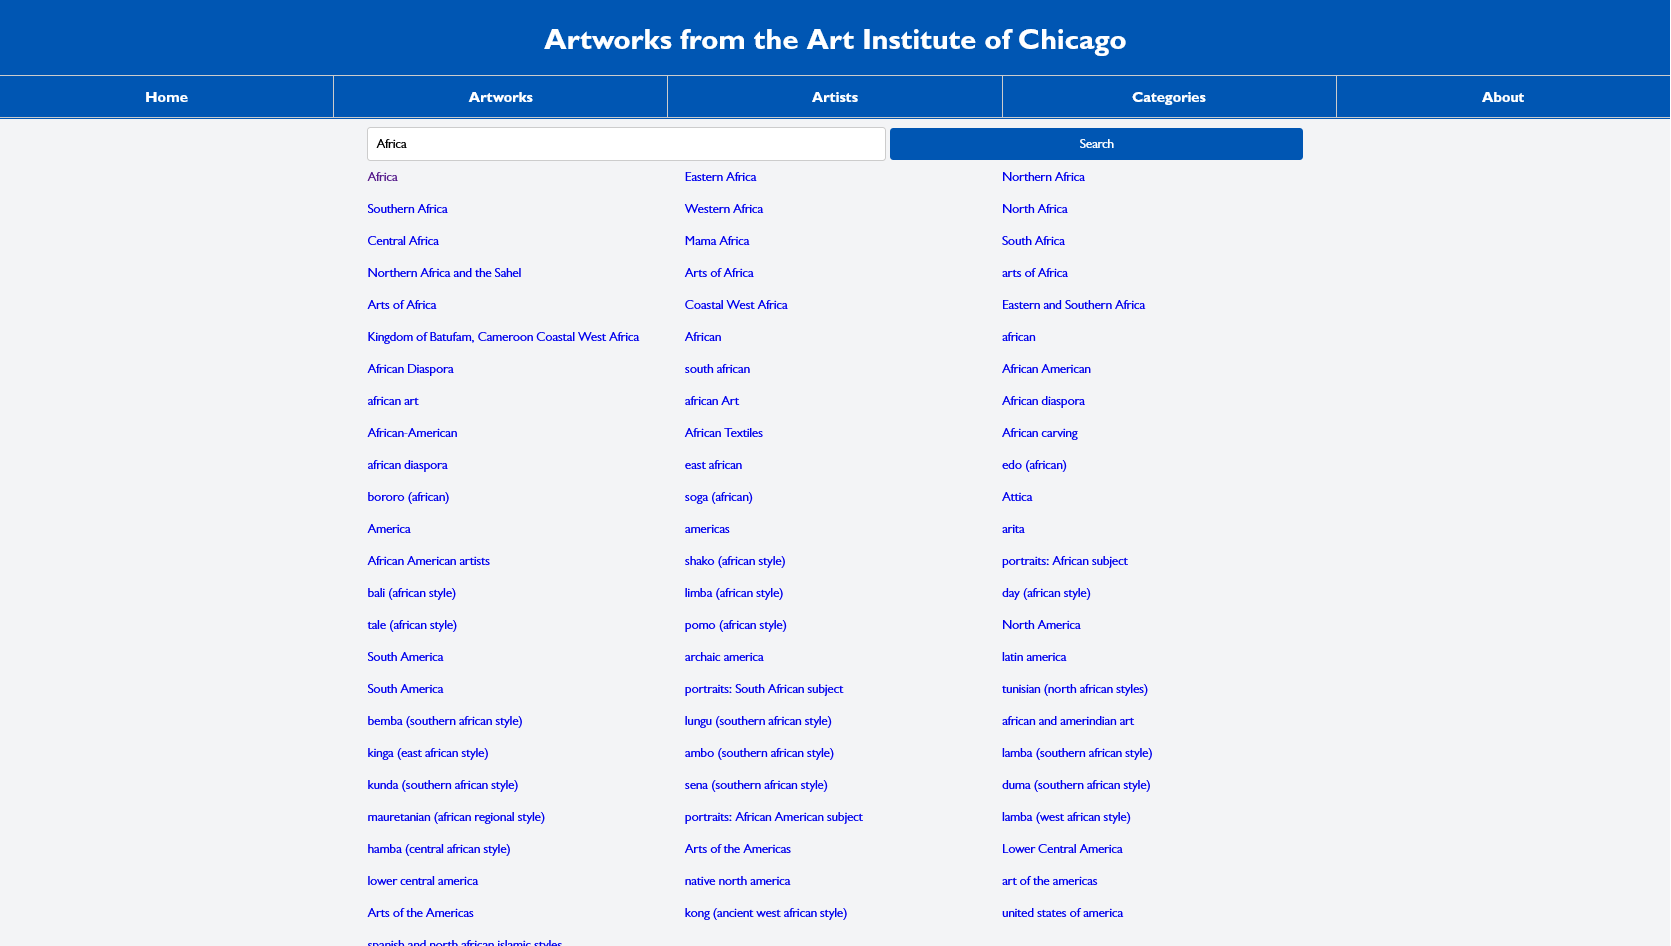 Artworks from the Art Institute of Chicago
Home Artworks Artists Categories About
Africa Search
Africa Eastern Africa Northern Africa
Southern Africa Western Africa North Africa
Central Africa Mama Africa South Africa
Northern Africa and the Sahel Arts of Africa arts of Africa
Arts of Africa Coastal West Africa Eastern and Southern Africa
Kingdom of Batufam, Cameroon Coastal West Africa African african
African Diaspora south african African American
african art african Art African diaspora
African-American African Textiles African carving
african diaspora east african edo (african)
bororo (african) soga (african) Attica
America americas arita
African American artists shako (african style) portraits: African subject
bali (african style) limba (african style) day (african style)
tale (african style) pomo (african style) North America
South America archaic america latin america
South America portraits: South African subject tunisian (north african styles)
bemba (southern african style) lungu (southern african style) african and amerindian art
kinga (east african style) ambo (southern african style) lamba (southern african style)
kunda (southern african style) sena (southern african style) duma (southern african style)
mauretanian (african regional style) portraits: African American subject lamba (west african style)
hamba (central african style) Arts of the Americas Lower Central America
lower central america native north america art of the americas
Arts of the Americas kong (ancient west african style) united states of america
spanish and north african islamic styles